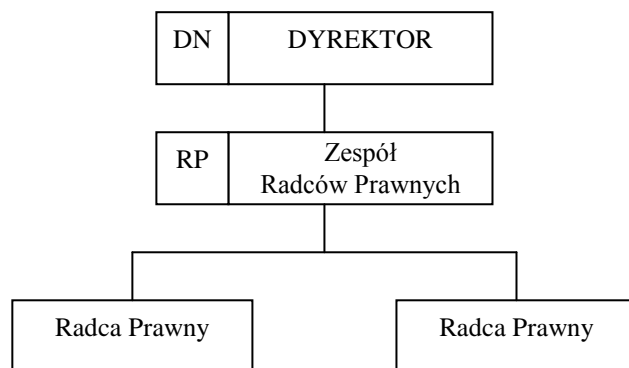 DN DYREKTOR
RP Zespół
Radców Prawnych
Radca Prawny
Radca Prawny